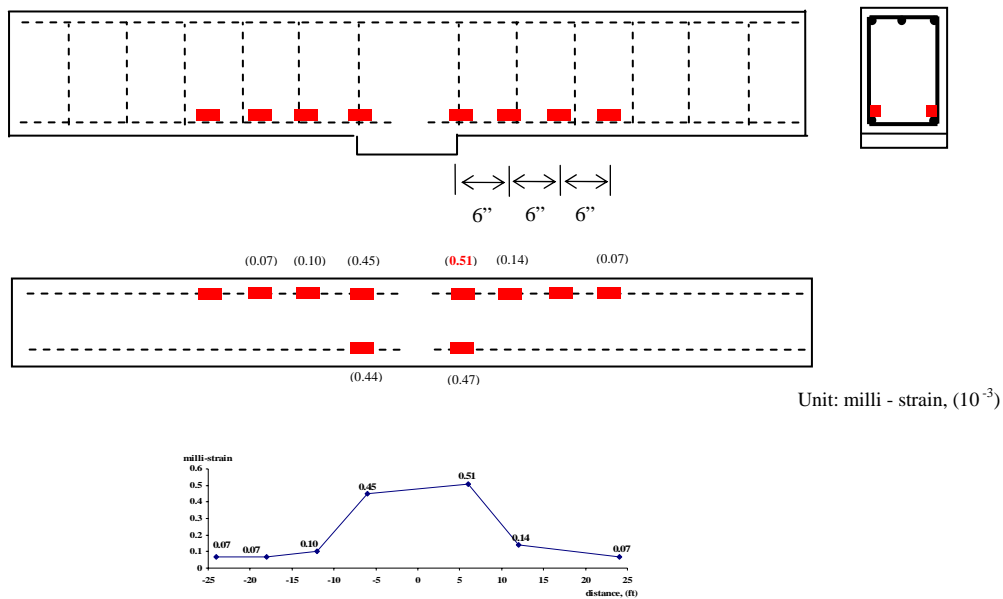 6” 6” 6”
(0.07) (0.10) (0.45) (0.51) (0.14) (0.07)
(0.44) (0.47)
Unit: milli - strain, (10 -3)
milli-strain
0.6
0.5
0.4
0.3
0.2
0.1
0
0.07 0.07 0.10 0.45 0.51 0.14 0.07
-25 -20 -15 -10 -5 0 5 10 15 20 25
distance, (ft)